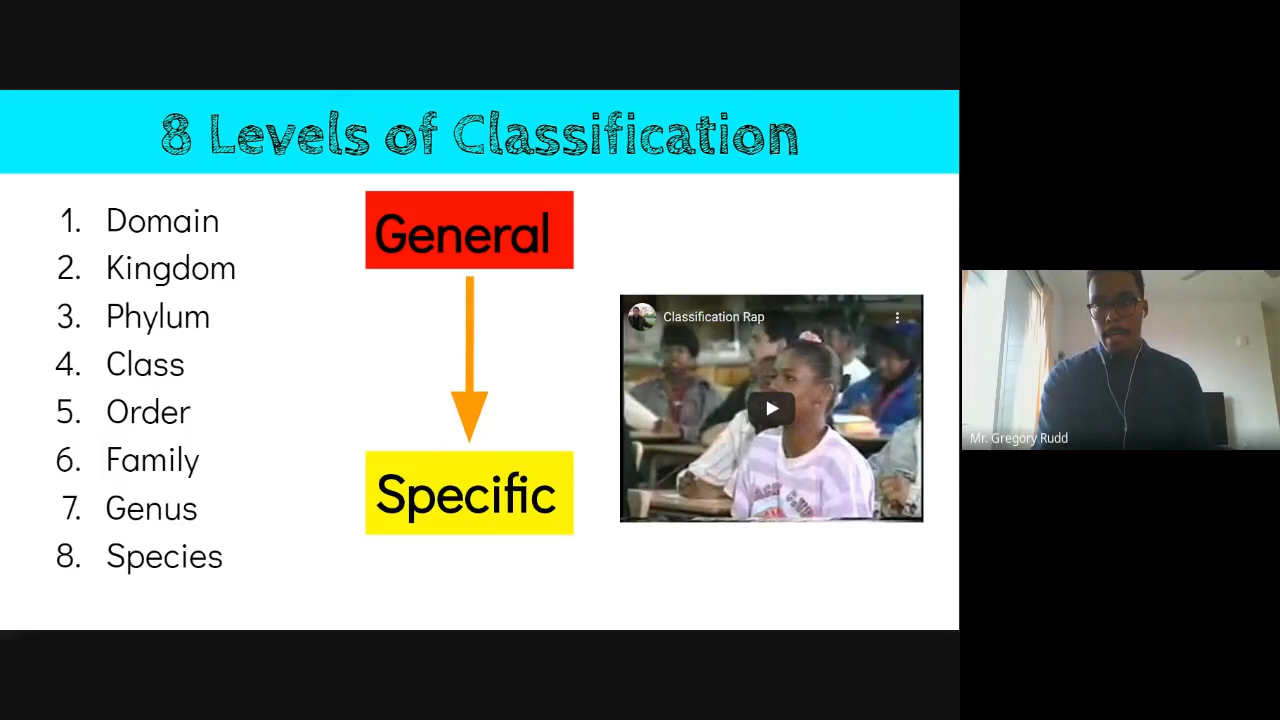 8 Levels of Classification
1. Domain
2. Kingdom
3. Phylum
4. Class
5. Order
6. Family
7. Genus
8. Species
General
Specific
Classification Rap
Mr. Gregory Rudd